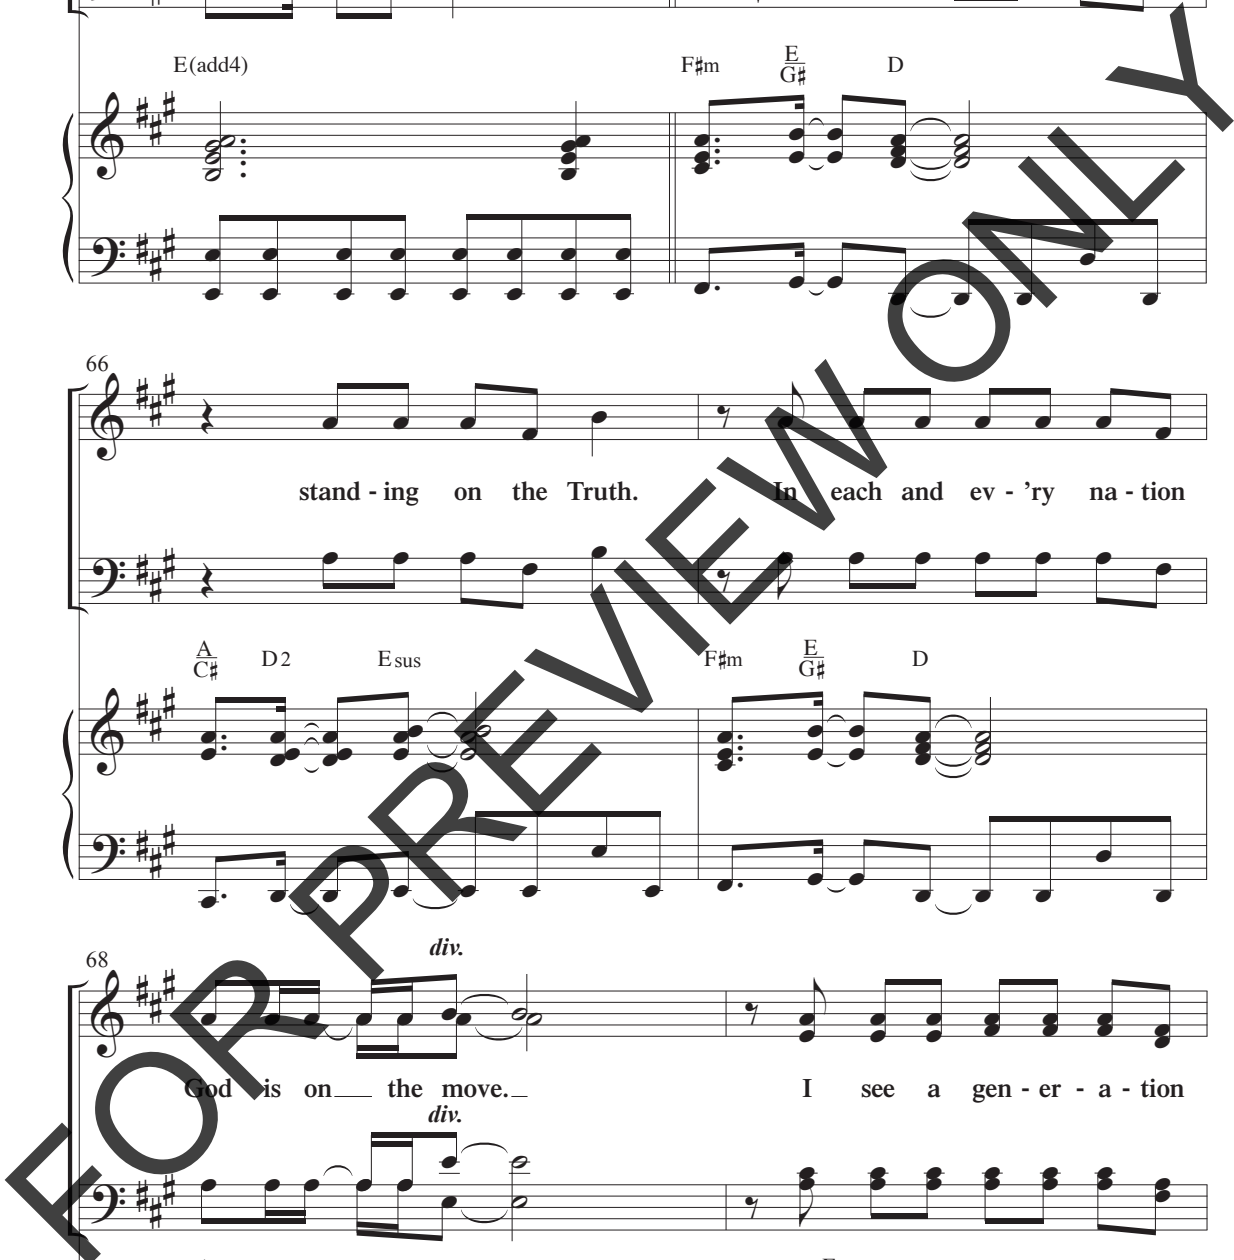 E(add4) F♯m E/G♯ D
66
stand - ing on the Truth. In each and ev - 'ry na - tion
A/C♯ D2 Esus F♯m E/G♯ D
68
div.
God is on the move. I see a gen - er - a - tion
div.
FOR PREVIEW ONLY